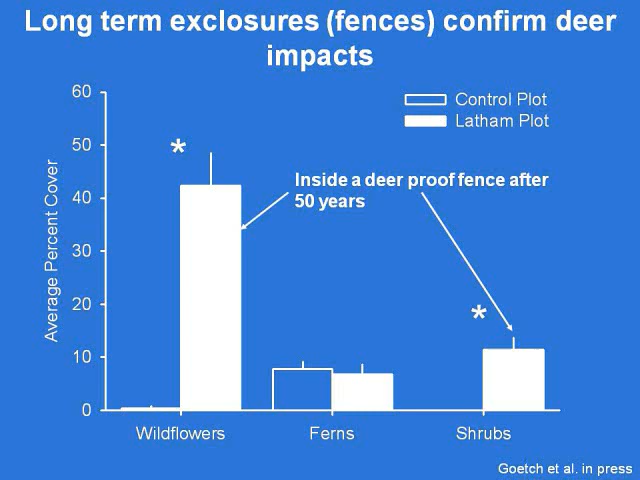 Long term exclosures (fences) confirm deer
impacts
60
50
40
30
20
10
0
Average Percent Cover
Control Plot
Latham Plot
*
Inside a deer proof fence after
50 years
*
Wildflowers
Ferns
Shrubs
Goetch et al. in press